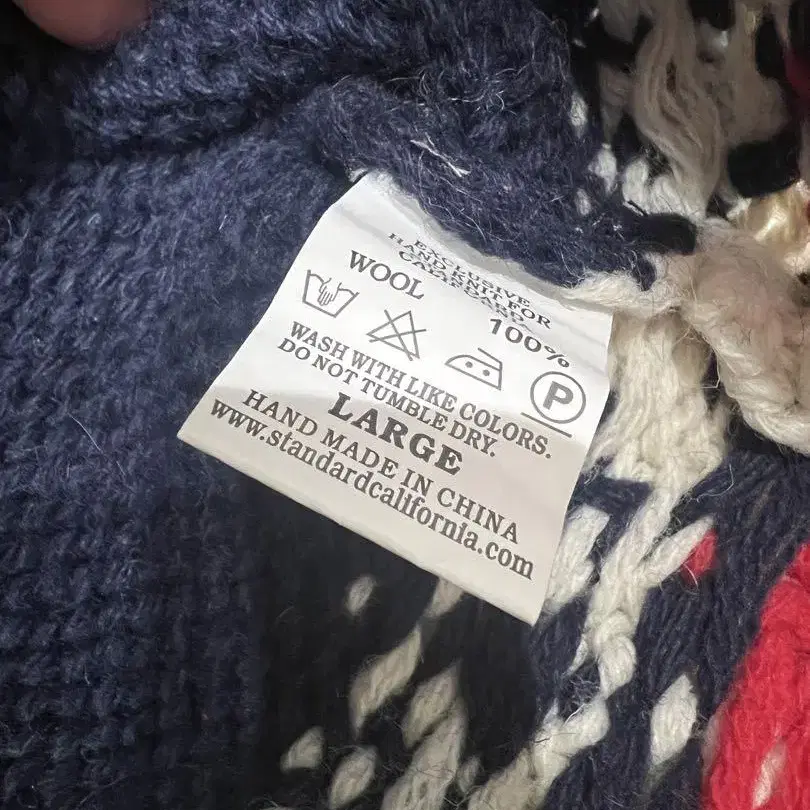 EXCLUSIVE
HAND KNIT FOR
WOOL 100%
P
WASH WITH LIKE COLORS.
DO NOT TUMBLE DRY.
LARGE
HAND MADE IN CHINA
www.standardcalifornia.com